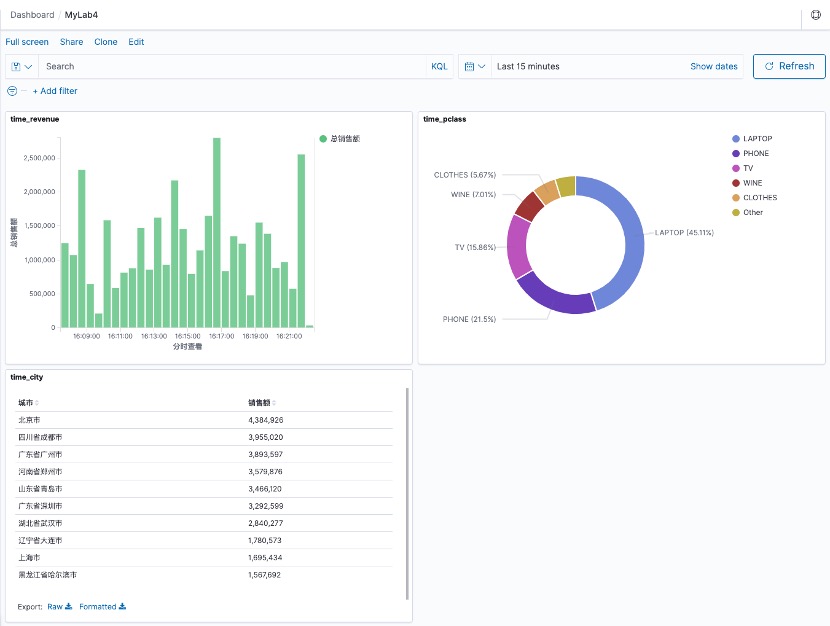 Dashboard / MyLab4
Full screen Share Clone Edit
Search KQL Last 15 minutes Show dates Refresh
+ Add filter
time_revenue
总销售额
2,500,000
2,000,000
1,500,000
1,000,000
500,000
0
总销售额
16:09:00 16:11:00 16:13:00 16:15:00 16:17:00 16:19:00 16:21:00
分时查看
time_pclass
CLOTHES (5.67%)
WINE (7.01%)
TV (15.86%)
PHONE (21.5%)
LAPTOP (45.11%)
LAPTOP
PHONE
TV
WINE
CLOTHES
Other
time_city
城市 销售额
北京市 4,384,926
四川省成都市 3,955,020
广东省广州市 3,893,597
河南省郑州市 3,579,876
山东省青岛市 3,466,120
广东省深圳市 3,292,599
湖北省武汉市 2,840,277
辽宁省大连市 1,780,573
上海市 1,695,434
黑龙江省哈尔滨市 1,567,692
Export: Raw Formatted